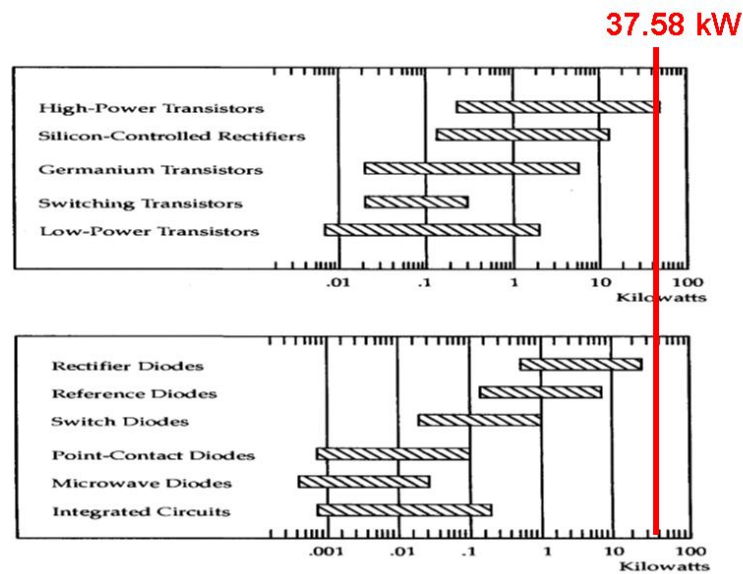 37.58 kW
High-Power Transistors
Silicon-Controlled Rectifiers
Germanium Transistors
Switching Transistors
Low-Power Transistors
.01 .1 1 10 100
Kilowatts
Rectifier Diodes
Reference Diodes
Switch Diodes
Point-Contact Diodes
Microwave Diodes
Integrated Circuits
.001 .01 .1 1 10 100
Kilowatts